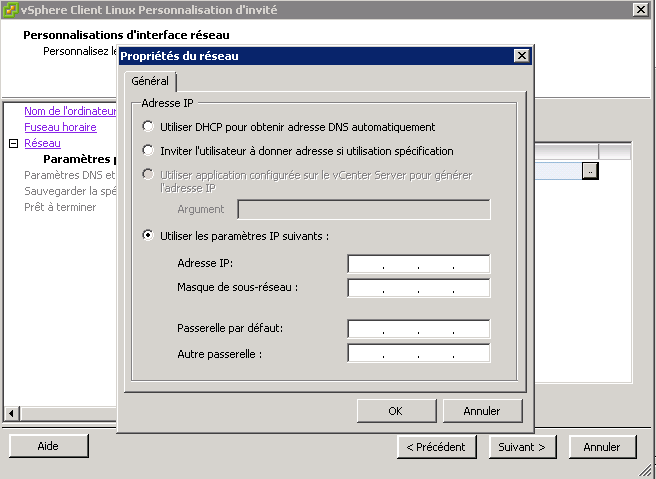 vSphere Client Linux Personnalisation d'invité
Personnalisations d'interface réseau
Personnalisez le
Propriétés du réseau
Général
Nom de l'ordinateur
Fuseau horaire
Réseau
Paramètres p
Paramètres DNS et
Sauvegarder la spé
Prêt à terminer
Adresse IP
Utiliser DHCP pour obtenir adresse DNS automatiquement
Inviter l'utilisateur à donner adresse si utilisation spécification
Utiliser application configurée sur le vCenter Server pour générer
l'adresse IP
Argument
Utiliser les paramètres IP suivants :
Adresse IP:
Masque de sous-réseau :
Passerelle par défaut:
Autre passerelle :
..
OK
Annuler
Aide
< Précédent
Suivant >
Annuler